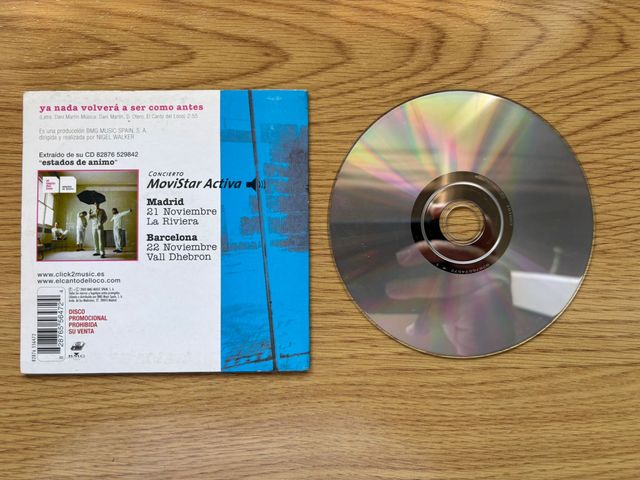 ya nada volverá a ser como antes
(Letra: Dani Martín Música: Dani Martín, D. Otero, El Canto del Loco) 2:55
Es una producción BMG MUSIC SPAIN, S. A.
dirigida y realizada por NIGEL WALKER
Extraído de su CD 82876 529842
"estados de animo"
CONCIERTO
MoviStar Activa
Madrid
21 Noviembre
La Riviera
Barcelona
22 Noviembre
Vall Dhebron
www.click2music.es
www.elcantodelloco.com
DISCO
PROMOCIONAL
PROHIBIDA
SU VENTA
BMG